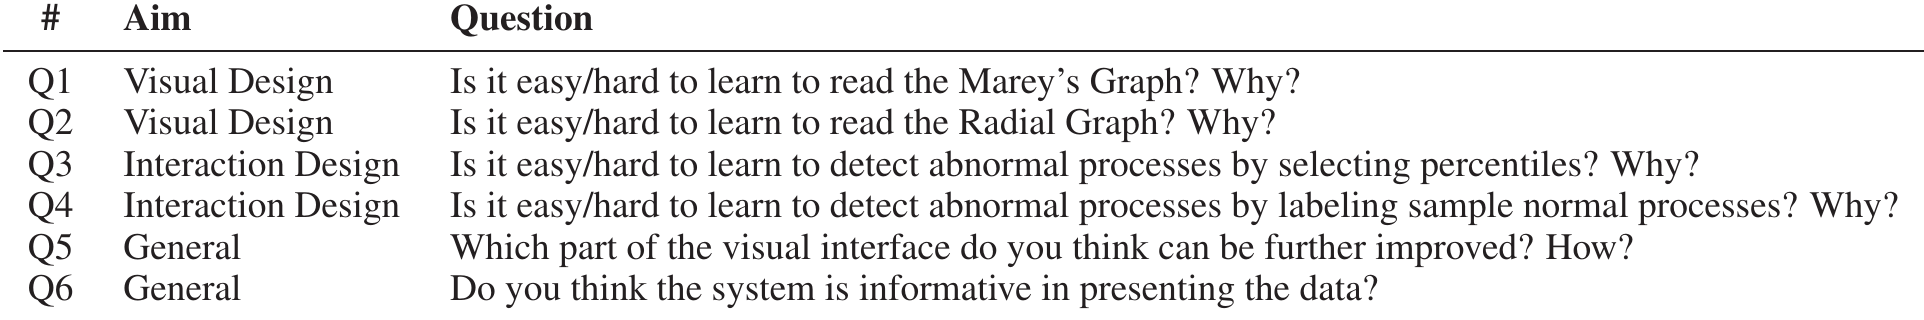 # Aim Question
Q1 Visual Design Is it easy/hard to learn to read the Marey’s Graph? Why?
Q2 Visual Design Is it easy/hard to learn to read the Radial Graph? Why?
Q3 Interaction Design Is it easy/hard to learn to detect abnormal processes by selecting percentiles? Why?
Q4 Interaction Design Is it easy/hard to learn to detect abnormal processes by labeling sample normal processes? Why?
Q5 General Which part of the visual interface do you think can be further improved? How?
Q6 General Do you think the system is informative in presenting the data?